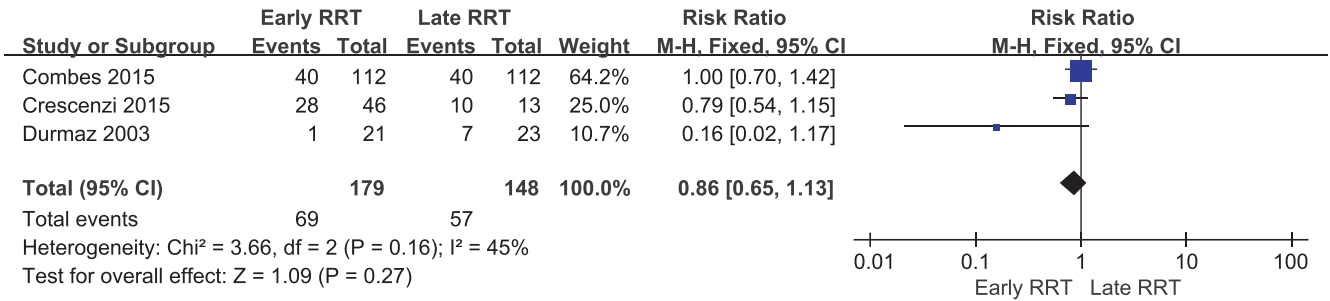 Early RRT Late RRT Risk Ratio Risk Ratio
Study or Subgroup Events Total Events Total Weight M-H, Fixed, 95% CI M-H, Fixed, 95% CI
Combes 2015 40 112 40 112 64.2% 1.00 [0.70, 1.42]
Crescenzi 2015 28 46 10 13 25.0% 0.79 [0.54, 1.15]
Durmaz 2003 1 21 7 23 10.7% 0.16 [0.02, 1.17]
Total (95% CI) 179 148 100.0% 0.86 [0.65, 1.13]
Total events 69 57
Heterogeneity: Chi² = 3.66, df = 2 (P = 0.16); I² = 45%
Test for overall effect: Z = 1.09 (P = 0.27)
0.01 0.1 1 10 100
Early RRT Late RRT